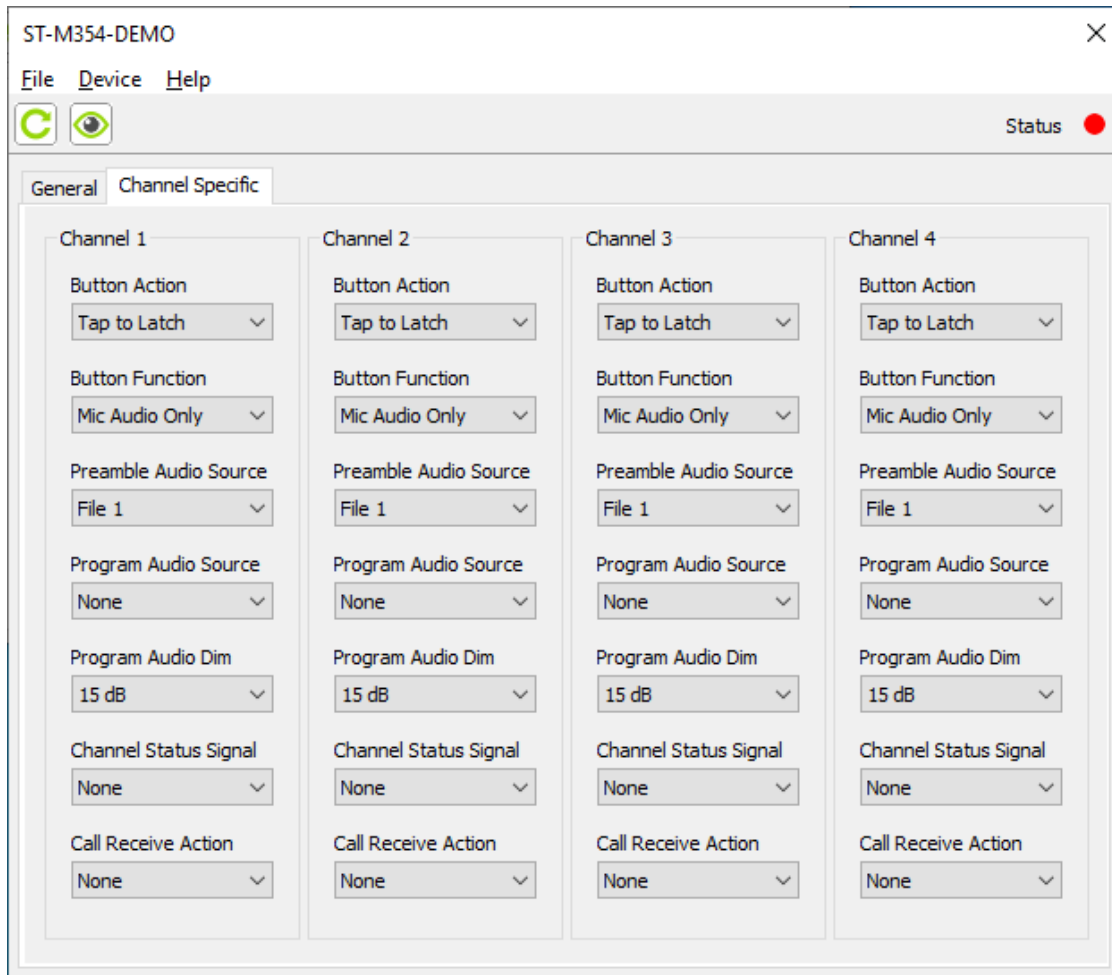 ST-M354-DEMO
File Device Help
Status
General Channel Specific
Channel 1 Channel 2 Channel 3 Channel 4
Button Action Button Action Button Action Button Action
Tap to Latch Tap to Latch Tap to Latch Tap to Latch
Button Function Button Function Button Function Button Function
Mic Audio Only Mic Audio Only Mic Audio Only Mic Audio Only
Preamble Audio Source Preamble Audio Source Preamble Audio Source Preamble Audio Source
File 1 File 1 File 1 File 1
Program Audio Source Program Audio Source Program Audio Source Program Audio Source
None None None None
Program Audio Dim Program Audio Dim Program Audio Dim Program Audio Dim
15 dB 15 dB 15 dB 15 dB
Channel Status Signal Channel Status Signal Channel Status Signal Channel Status Signal
None None None None
Call Receive Action Call Receive Action Call Receive Action Call Receive Action
None None None None